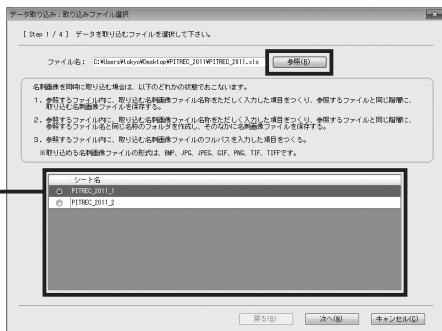 データ取り込み：取り込みファイル選択
[ Step 1 / 4 ] データを取り込むファイルを選択して下さい。
ファイル名： C:¥Users¥tokyo¥Desktop¥PITREC_2011¥PITREC_2011.xls 参照(R)
名刺画像を同時に取り込む場合は、以下のどれかの状態でおこないます。
1. 参照するファイル内に、取り込む名刺画像ファイル名称をただしく入力した項目をつくり、参照するファイルと同じ階層に、
取り込む名刺画像ファイルを保存する。
2. 参照するファイル内に、取り込む名刺画像ファイル名称をただしく入力した項目をつくり、参照するファイルと同じ階層に、
参照するファイル名と同じ名称のフォルダを作成し、そのなかに名刺画像ファイルを保存する。
3. 参照するファイル内に、取り込む名刺画像ファイルのフルパスを入力した項目をつくる。
※取り込める名刺画像ファイルの形式は、BMP、JPG、JPEG、GIF、PNG、TIF、TIFFです。
シート名
PITREC_2011_1
PITREC_2011_2
戻る(B) 次へ(N) キャンセル(C)